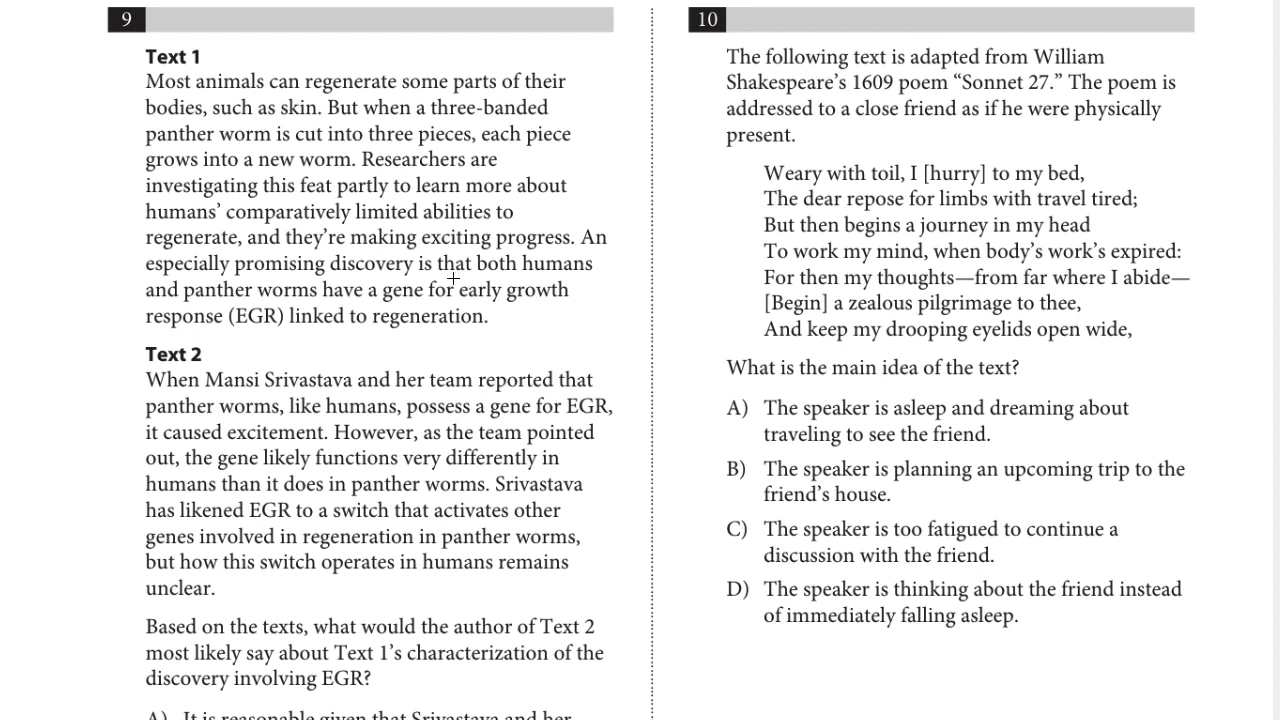 9
Text 1
Most animals can regenerate some parts of their
bodies, such as skin. But when a three-banded
panther worm is cut into three pieces, each piece
grows into a new worm. Researchers are
investigating this feat partly to learn more about
humans’ comparatively limited abilities to
regenerate, and they’re making exciting progress. An
especially promising discovery is that both humans
and panther worms have a gene for early growth
response (EGR) linked to regeneration.
Text 2
When Mansi Srivastava and her team reported that
panther worms, like humans, possess a gene for EGR,
it caused excitement. However, as the team pointed
out, the gene likely functions very differently in
humans than it does in panther worms. Srivastava
has likened EGR to a switch that activates other
genes involved in regeneration in panther worms,
but how this switch operates in humans remains
unclear.
Based on the texts, what would the author of Text 2
most likely say about Text 1’s characterization of the
discovery involving EGR?
A) It is reasonable given that Srivastava and her
10
The following text is adapted from William
Shakespeare’s 1609 poem “Sonnet 27.” The poem is
addressed to a close friend as if he were physically
present.
Weary with toil, I [hurry] to my bed,
The dear repose for limbs with travel tired;
But then begins a journey in my head
To work my mind, when body’s work’s expired:
For then my thoughts—from far where I abide—
[Begin] a zealous pilgrimage to thee,
And keep my drooping eyelids open wide,
What is the main idea of the text?
A) The speaker is asleep and dreaming about
traveling to see the friend.
B) The speaker is planning an upcoming trip to the
friend’s house.
C) The speaker is too fatigued to continue a
discussion with the friend.
D) The speaker is thinking about the friend instead
of immediately falling asleep.